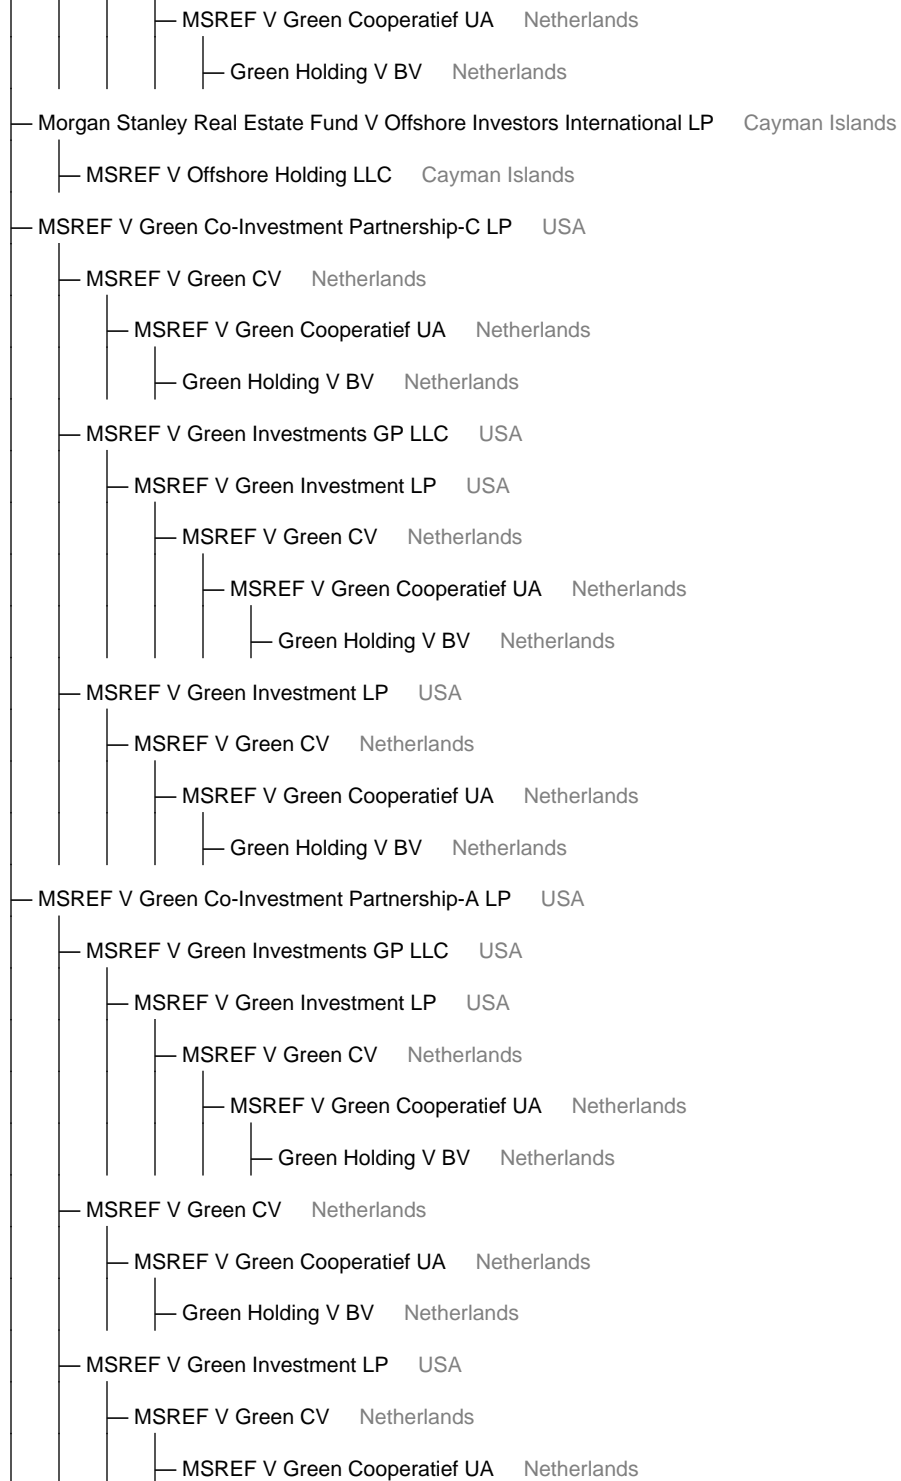 MSREF V Green Cooperatief UA Netherlands
Green Holding V BV Netherlands
Morgan Stanley Real Estate Fund V Offshore Investors International LP Cayman Islands
MSREF V Offshore Holding LLC Cayman Islands
MSREF V Green Co-Investment Partnership-C LP USA
MSREF V Green CV Netherlands
MSREF V Green Cooperatief UA Netherlands
Green Holding V BV Netherlands
MSREF V Green Investments GP LLC USA
MSREF V Green Investment LP USA
MSREF V Green CV Netherlands
MSREF V Green Cooperatief UA Netherlands
Green Holding V BV Netherlands
MSREF V Green Investment LP USA
MSREF V Green CV Netherlands
MSREF V Green Cooperatief UA Netherlands
Green Holding V BV Netherlands
MSREF V Green Co-Investment Partnership-A LP USA
MSREF V Green Investments GP LLC USA
MSREF V Green Investment LP USA
MSREF V Green CV Netherlands
MSREF V Green Cooperatief UA Netherlands
Green Holding V BV Netherlands
MSREF V Green CV Netherlands
MSREF V Green Cooperatief UA Netherlands
Green Holding V BV Netherlands
MSREF V Green Investment LP USA
MSREF V Green CV Netherlands
MSREF V Green Cooperatief UA Netherlands